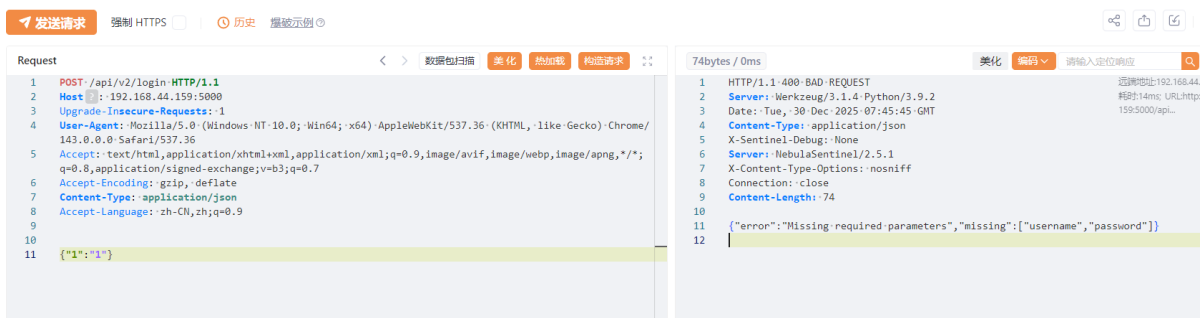 发送请求 强制 HTTPS 历史 爆破示例
Request 数据包扫描 美化 热加载 构造请求
1 POST /api/v2/login HTTP/1.1
2 Host ? : 192.168.44.159:5000
3 Upgrade-Insecure-Requests: 1
4 User-Agent: Mozilla/5.0 (Windows NT 10.0; Win64; x64) AppleWebKit/537.36 (KHTML, like Gecko) Chrome/
143.0.0.0 Safari/537.36
5 Accept: text/html,application/xhtml+xml,application/xml;q=0.9,image/avif,image/webp,image/apng,*/*;
q=0.8,application/signed-exchange;v=b3;q=0.7
6 Accept-Encoding: gzip, deflate
7 Content-Type: application/json
8 Accept-Language: zh-CN,zh;q=0.9
9
10
11 {"1":"1"}
74bytes / 0ms 美化 编码 请输入定位响应
1 HTTP/1.1 400 BAD REQUEST
2 Server: Werkzeug/3.1.4 Python/3.9.2
3 Date: Tue, 30 Dec 2025 07:45:45 GMT
4 Content-Type: application/json
5 X-Sentinel-Debug: None
6 Server: NebulaSentinel/2.5.1
7 X-Content-Type-Options: nosniff
8 Connection: close
9 Content-Length: 74
10
11 {"error":"Missing required parameters","missing":["username","password"]}
12
远端地址:192.168.44.
耗时:14ms; URL:http:
159:5000/api...